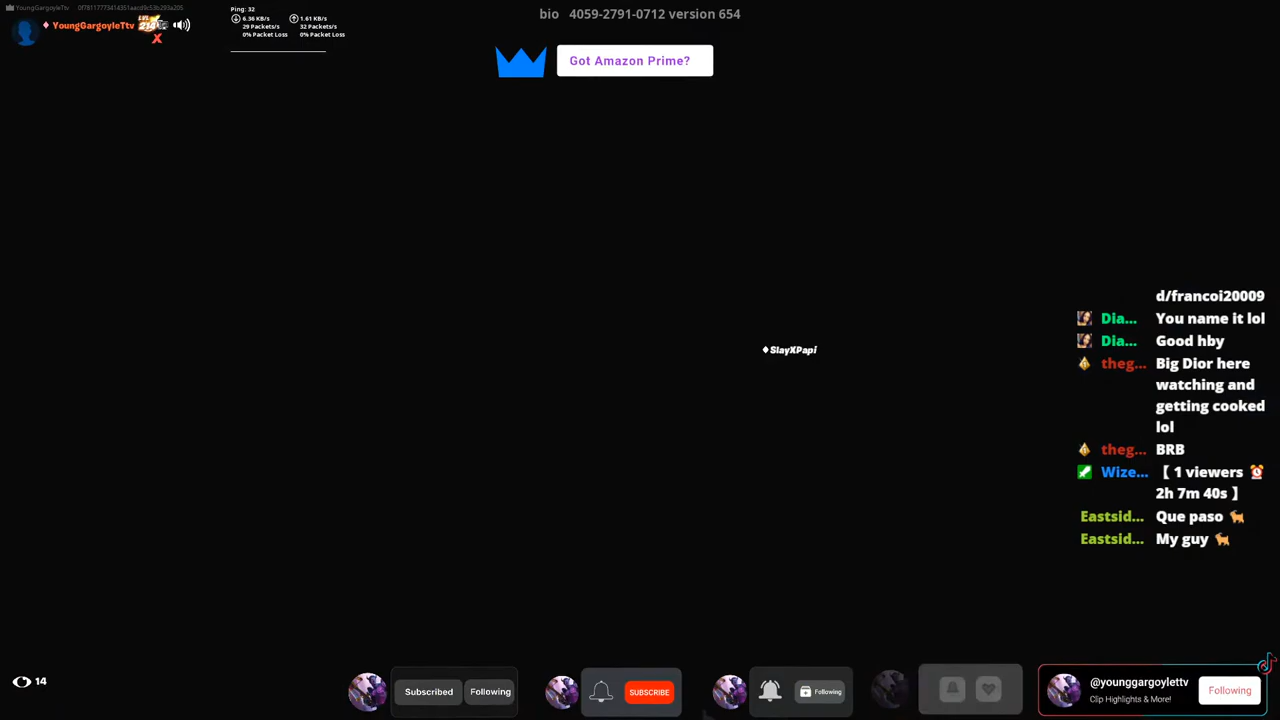 YoungGargoyleTtv
YoungGargoyleTtv
LVL 214
X
Ping: 32
6.36 KB/s
29 Packets/s
0% Packet Loss
1.61 KB/s
32 Packets/s
0% Packet Loss
bio 4059-2791-0712 version 654
Got Amazon Prime?
SlayXPapi
d/francoi20009
Dia... You name it lol
Dia... Good hby
theg... Big Dior here
watching and
getting cooked
lol
theg... BRB
Wize... 【 1 viewers ⏰
2h 7m 40s 】
Eastsid... Que paso 🐐
Eastsid... My guy 🐐
14
Subscribed
Following
SUBSCRIBE
Following
@younggargoylettv
Clip Highlights & More!
Following